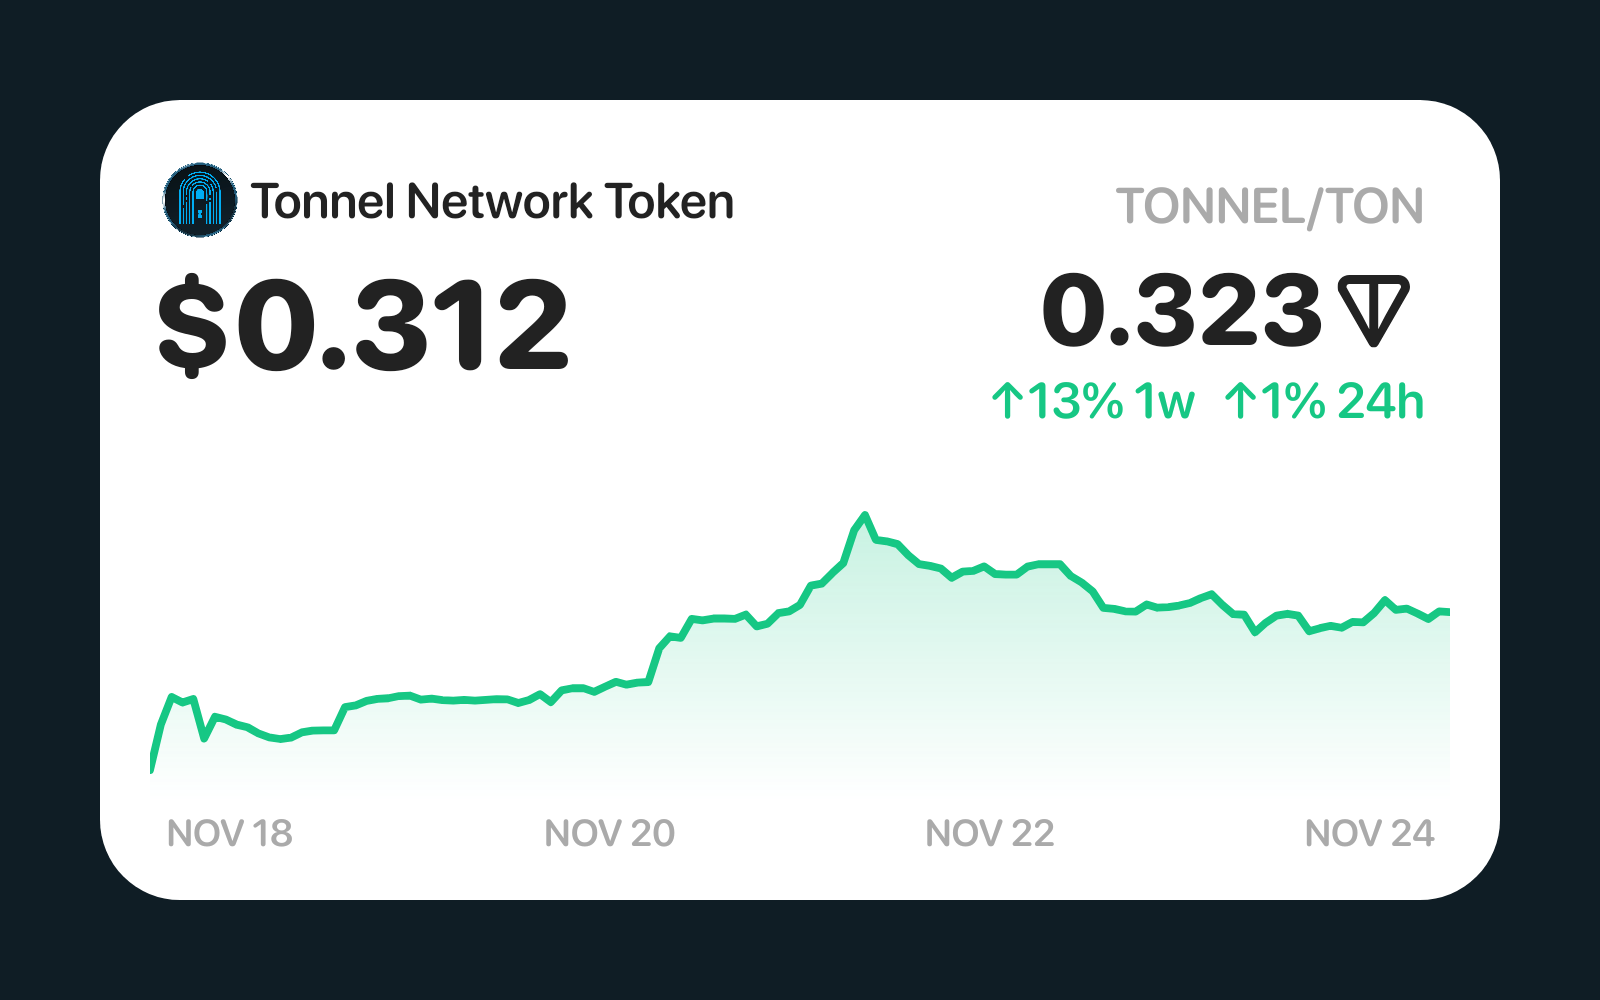 Tonnel Network Token
TONNEL/TON
$0.312
0.323
↑13% 1w ↑1% 24h
NOV 18
NOV 20
NOV 22
NOV 24